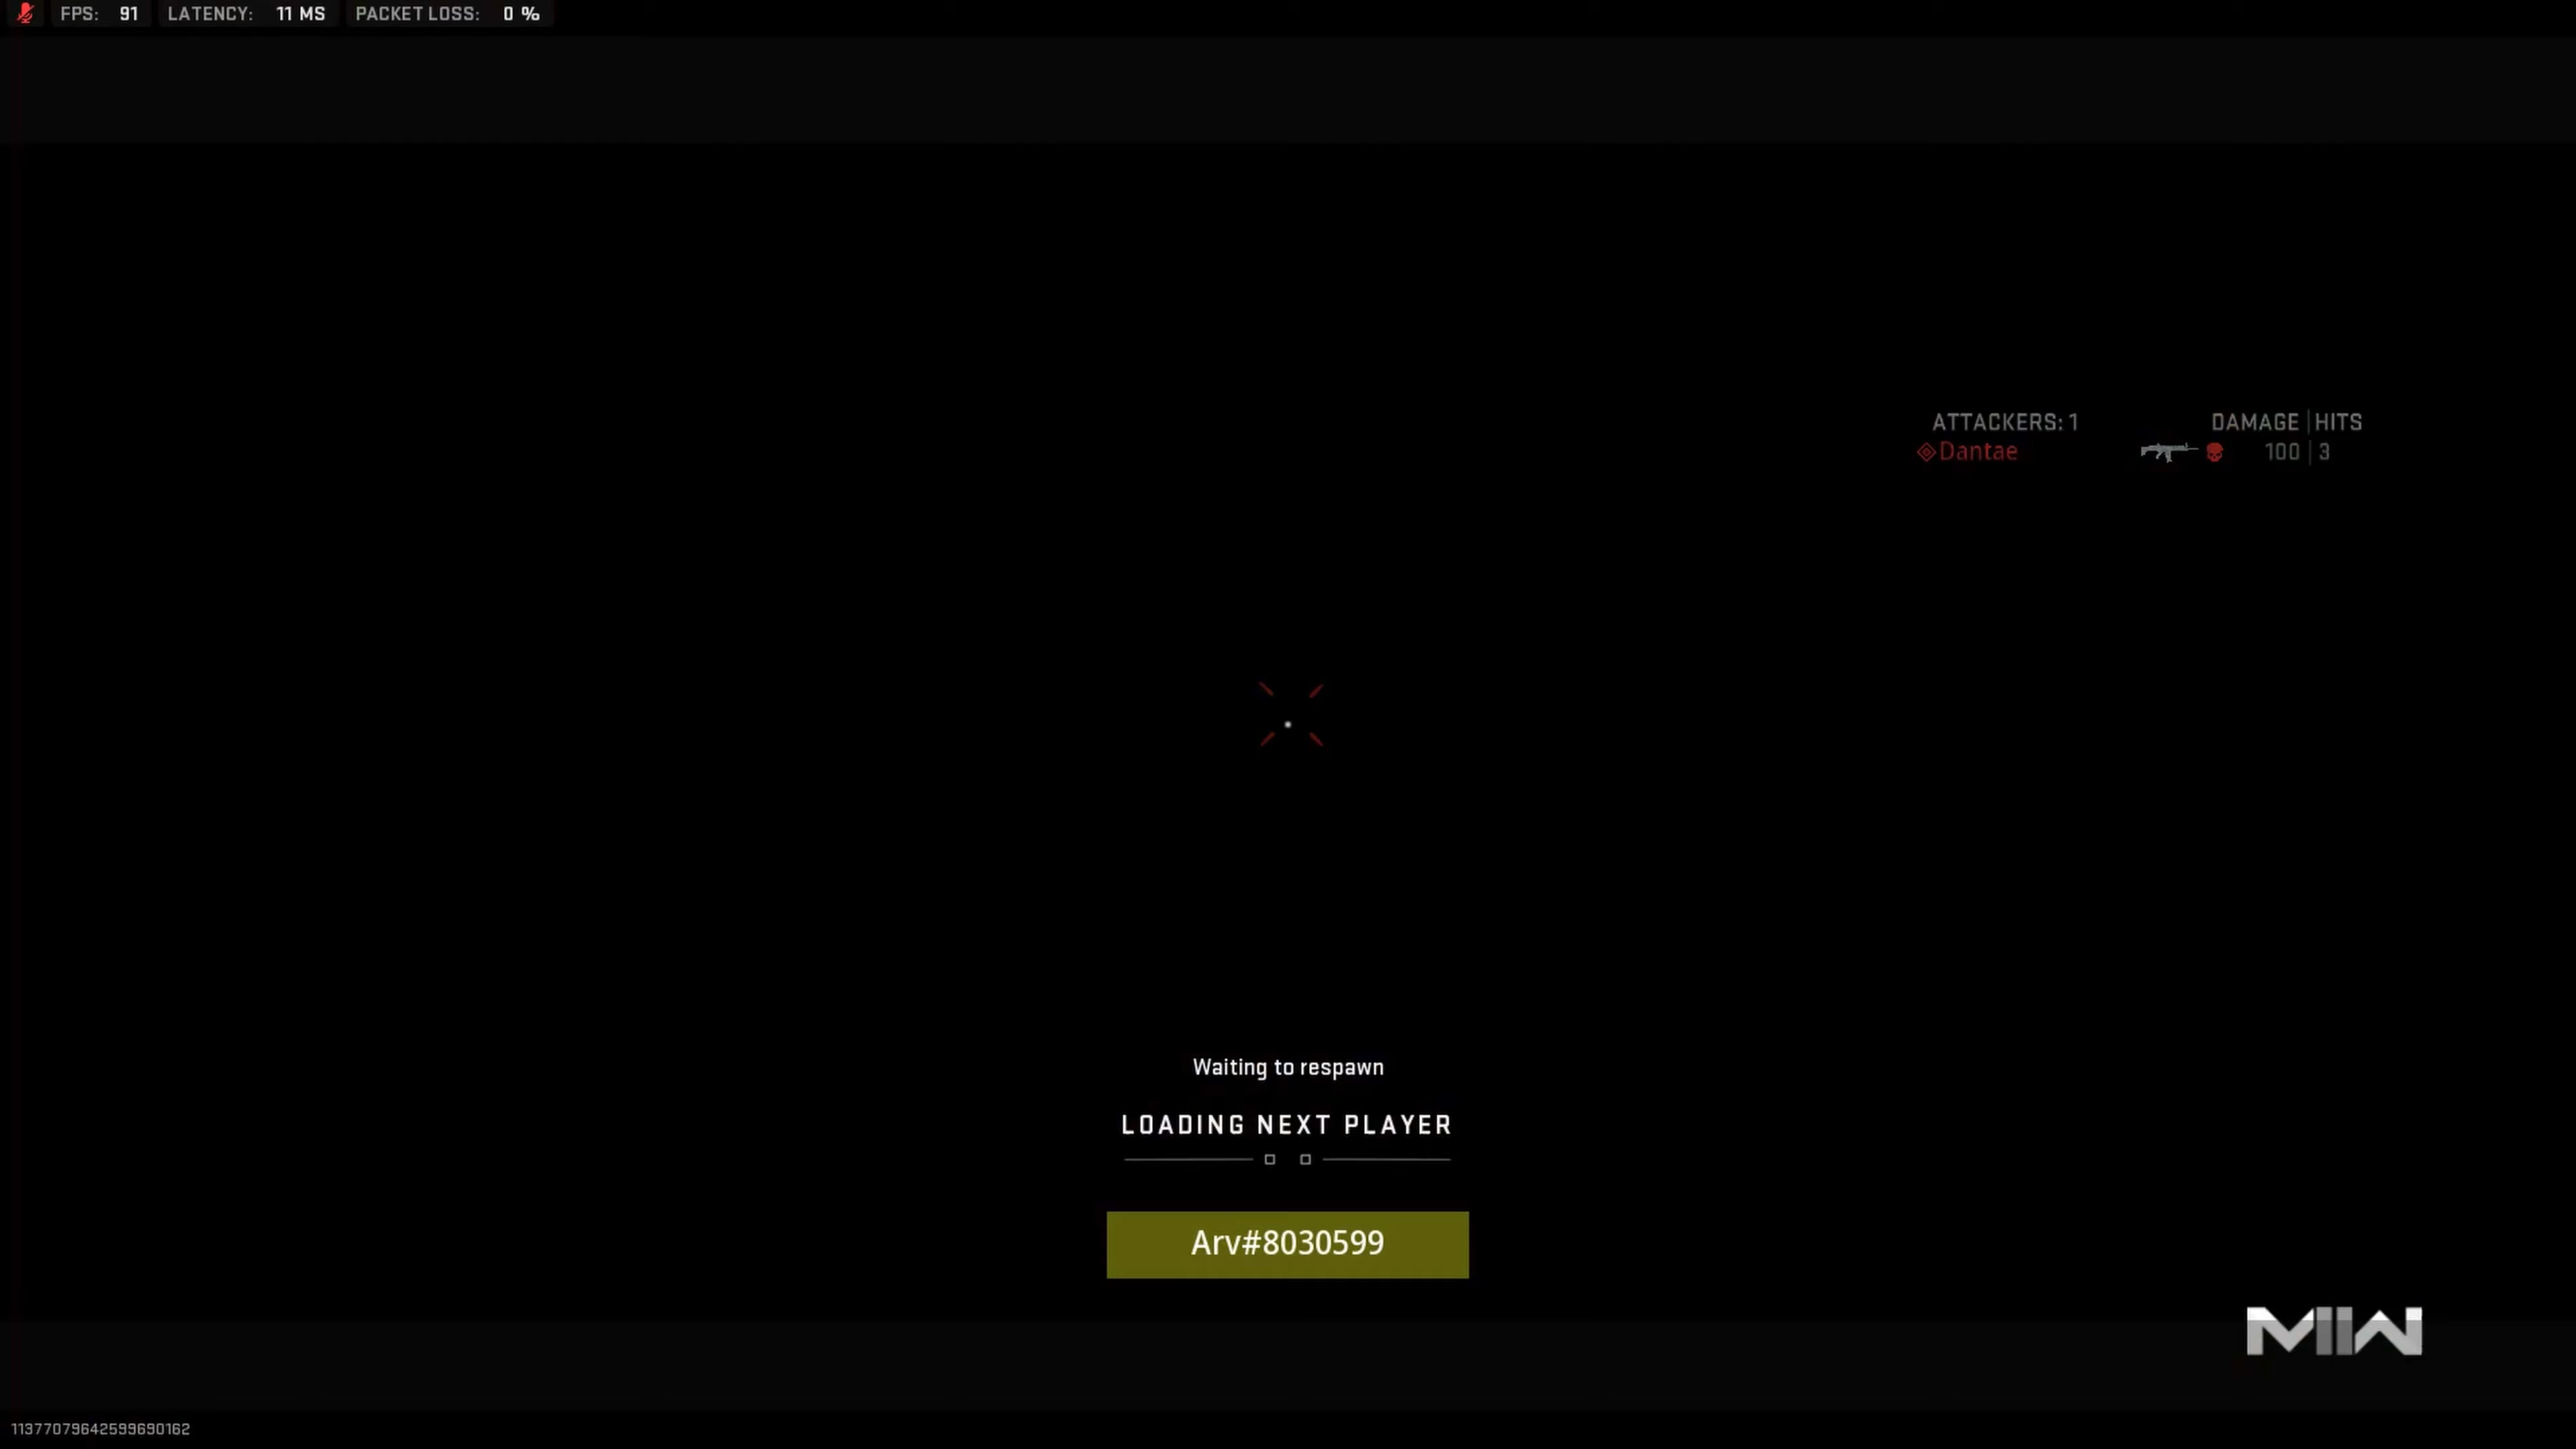 FPS: 91 LATENCY: 11 MS PACKET LOSS: 0 %
ATTACKERS: 1 DAMAGE HITS
Dantae 100 3
Waiting to respawn
LOADING NEXT PLAYER
Arv#8030599
MIIW
11377079642599690162